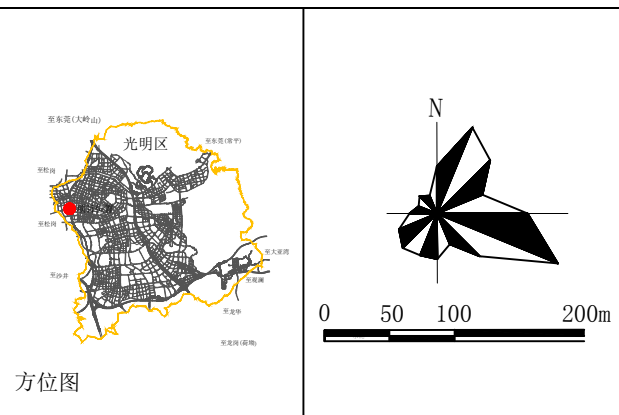 至东莞(大岭山)
光明区
至东莞(常平)
至松岗
至松岗
至大亚湾
至沙井
至观澜
至龙华
至龙岗(荷坳)
方位图
N
0 50 100 200m